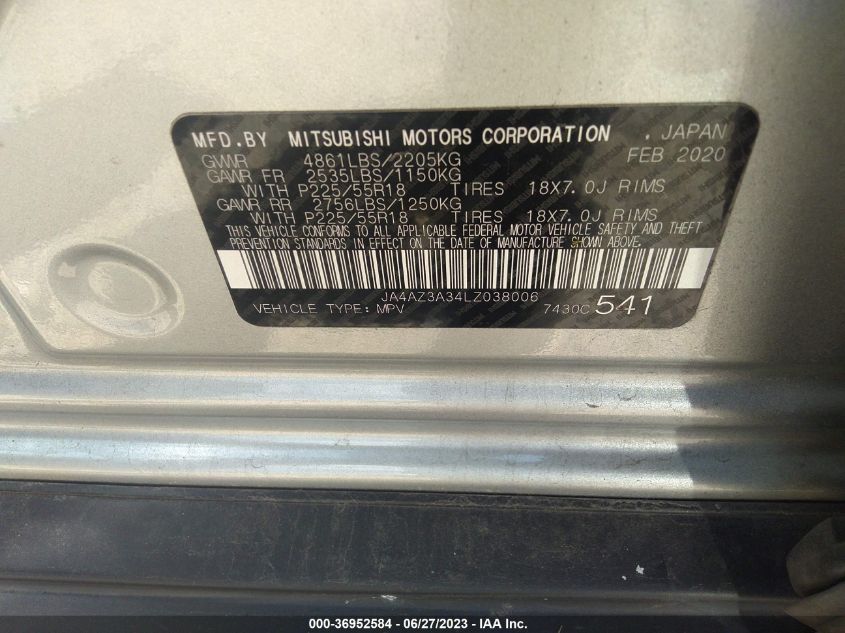 MFD.BY MITSUBISHI MOTORS CORPORATION . JAPAN
GVWR 4861LBS/2205KG FEB 2020
GAWR FR 2535LBS/1150KG
WITH P225/55R18 TIRES 18X7.0J RIMS
GAWR RR 2756LBS/1250KG
WITH P225/55R18 TIRES 18X7.0J RIMS
THIS VEHICLE CONFORMS TO ALL APPLICABLE FEDERAL MOTOR VEHICLE SAFETY AND THEFT
PREVENTION STANDARDS IN EFFECT ON THE DATE OF MANUFACTURE SHOWN ABOVE.
JA4AZ3A34LZ038006
VEHICLE TYPE: MPV 7430C 541
000-36952584 - 06/27/2023 - IAA Inc.